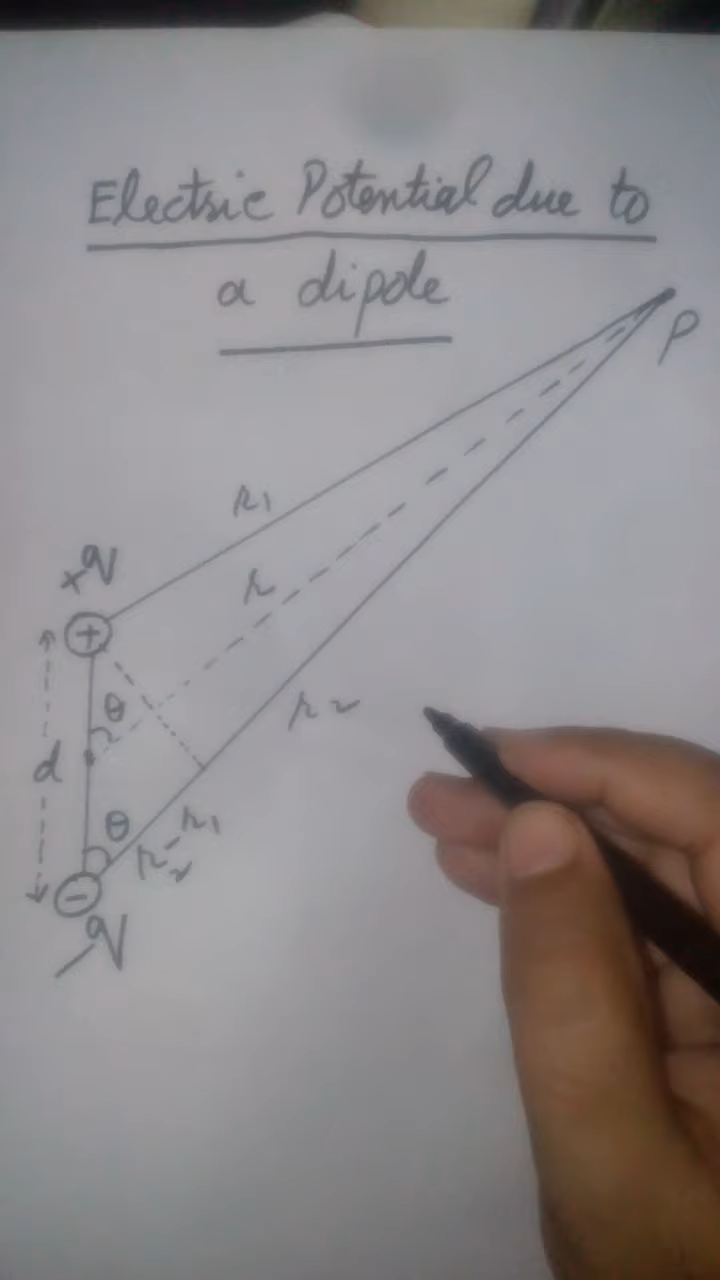 Electric Potential due to
a dipole
P
r1
+q
r
+
θ
r2
d
θ
r2-r1
-
-q